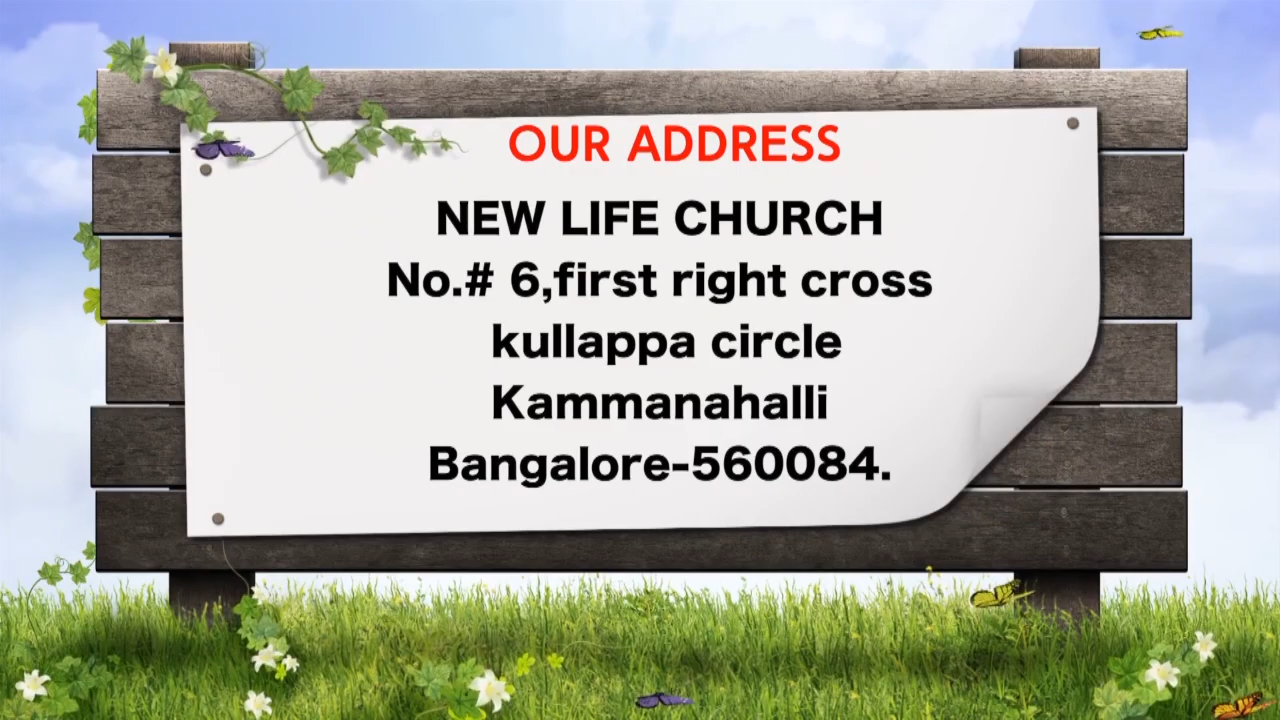 OUR ADDRESS
NEW LIFE CHURCH
No.# 6,first right cross
kullappa circle
Kammanahalli
Bangalore-560084.